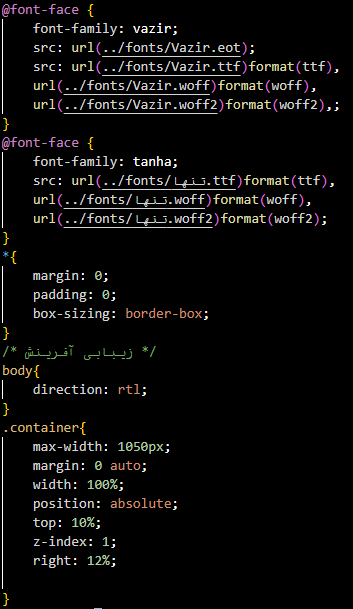 @font-face {
font-family: vazir;
src: url(../fonts/Vazir.eot);
src: url(../fonts/Vazir.ttf)format(ttf),
url(../fonts/Vazir.woff)format(woff),
url(../fonts/Vazir.woff2)format(woff2),;
}
@font-face {
font-family: tanha;
src: url(../fonts/تنها.ttf)format(ttf),
url(../fonts/تنها.woff)format(woff),
url(../fonts/تنها.woff2)format(woff2);
}
*{
margin: 0;
padding: 0;
box-sizing: border-box;
}
/* زیبایی آفرینش */
body{
direction: rtl;
}
.container{
max-width: 1050px;
margin: 0 auto;
width: 100%;
position: absolute;
top: 10%;
z-index: 1;
right: 12%;
}